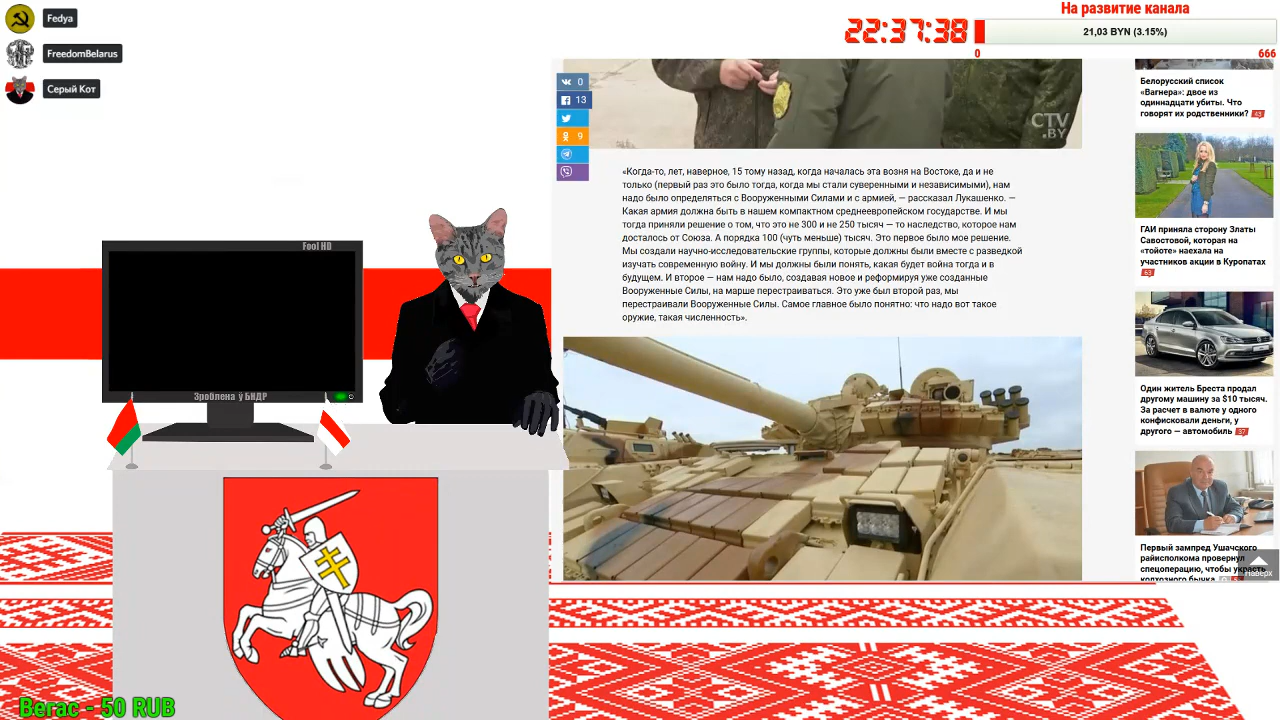 Fedya
FreedomBelarus
Серый Кот
22:37:38
На развитие канала
21,03 BYN (3.15%)
0
666
Fool HD
Зроблена ў БНДР
0
13
9
CTV
.BY
«Когда-то, лет, наверное, 15 тому назад, когда началась эта возня на Востоке, да и не
только (первый раз это было тогда, когда мы стали суверенными и независимыми), нам
надо было определяться с Вооруженными Силами и с армией, — рассказал Лукашенко. —
Какая армия должна быть в нашем компактном среднеевропейском государстве. И мы
тогда приняли решение о том, что это не 300 и не 250 тысяч — то наследство, которое нам
досталось от Союза. А порядка 100 (чуть меньше) тысяч. Это первое было мое решение.
Мы создали научно-исследовательские группы, которые должны были вместе с разведкой
изучать современную войну. И мы должны были понять, какая будет война тогда и в
будущем. И второе — нам надо было, создавая новое и реформируя уже созданные
Вооруженные Силы, на марше перестраиваться. Это уже был второй раз, мы
перестраивали Вооруженные Силы. Самое главное было понятно: что надо вот такое
оружие, такая численность».
Белорусский список
«Вагнера»: двое из
одиннадцати убиты. Что
говорят их родственники?
ГАИ приняла сторону Златы
Савостовой, которая на
«тойоте» наехала на
участников акции в Куропатах
63
Один житель Бреста продал
другому машину за $10 тысяч.
За расчет в валюте у одного
конфисковали деньги, у
другого — автомобиль
Первый зампред Ушачского
райисполкома провернул
спецоперацию, чтобы украсть
колхозного бычка
Наверх
Вегас - 50 RUB